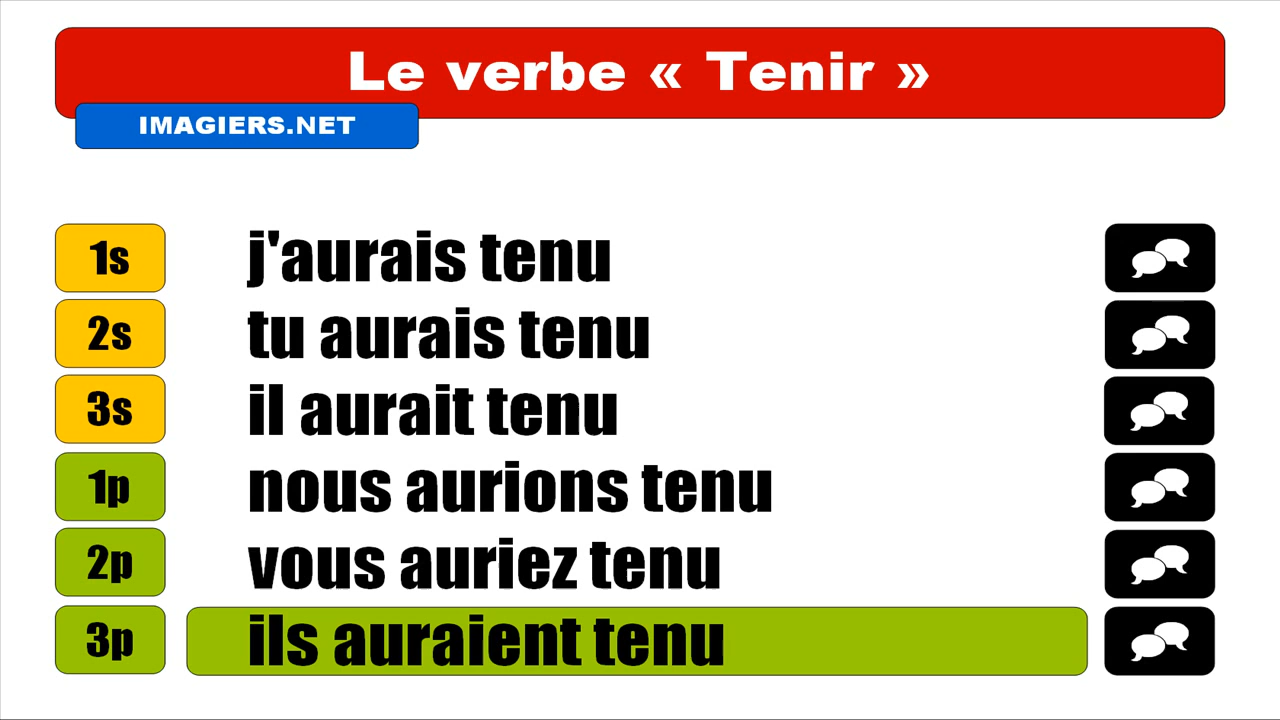 Le verbe « Tenir »
IMAGIERS.NET
1s j'aurais tenu
2s tu aurais tenu
3s il aurait tenu
1p nous aurions tenu
2p vous auriez tenu
3p ils auraient tenu